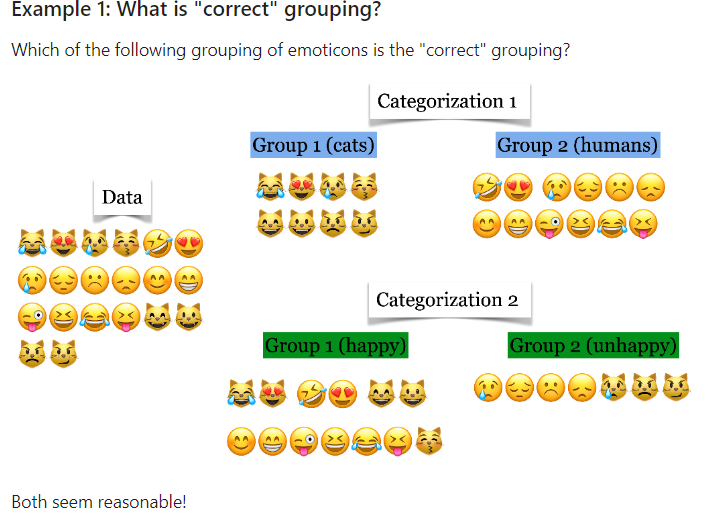 Example 1: What is "correct" grouping?
Which of the following grouping of emoticons is the "correct" grouping?
Categorization 1
Group 1 (cats)
Group 2 (humans)
Data
Categorization 2
Group 1 (happy)
Group 2 (unhappy)
Both seem reasonable!